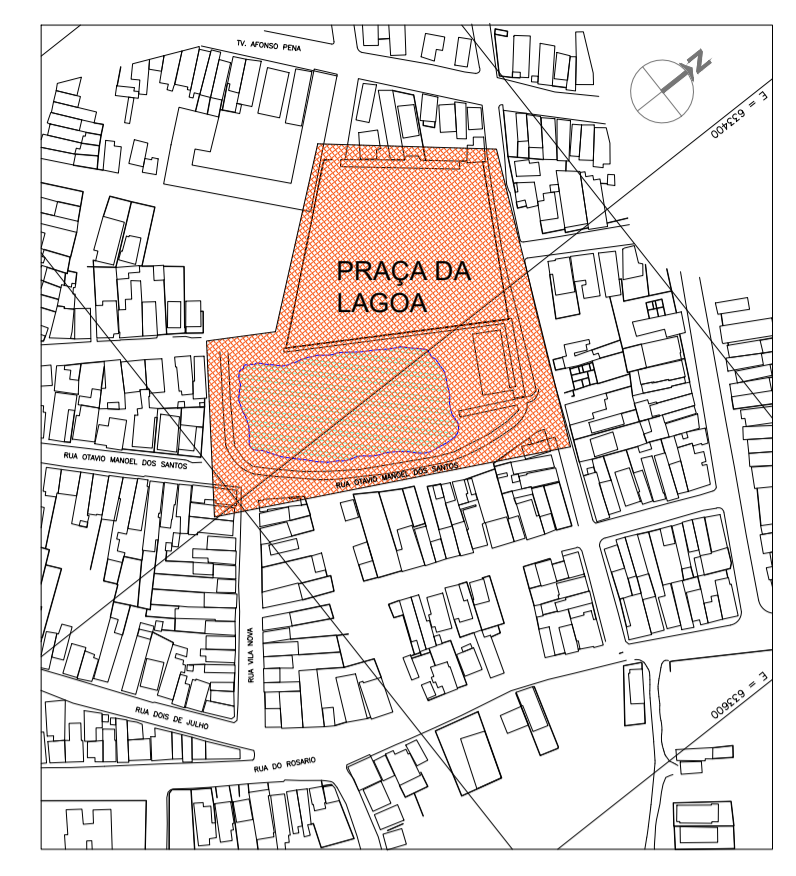 TV. AFONSO PENA
N
E = 633400
PRAÇA DA
LAGOA
RUA OTAVIO MANOEL DOS SANTOS
RUA OTAVIO MANOEL DOS SANTOS
RUA VILA NOVA
E = 633600
RUA DOIS DE JULHO
RUA DO ROSARIO